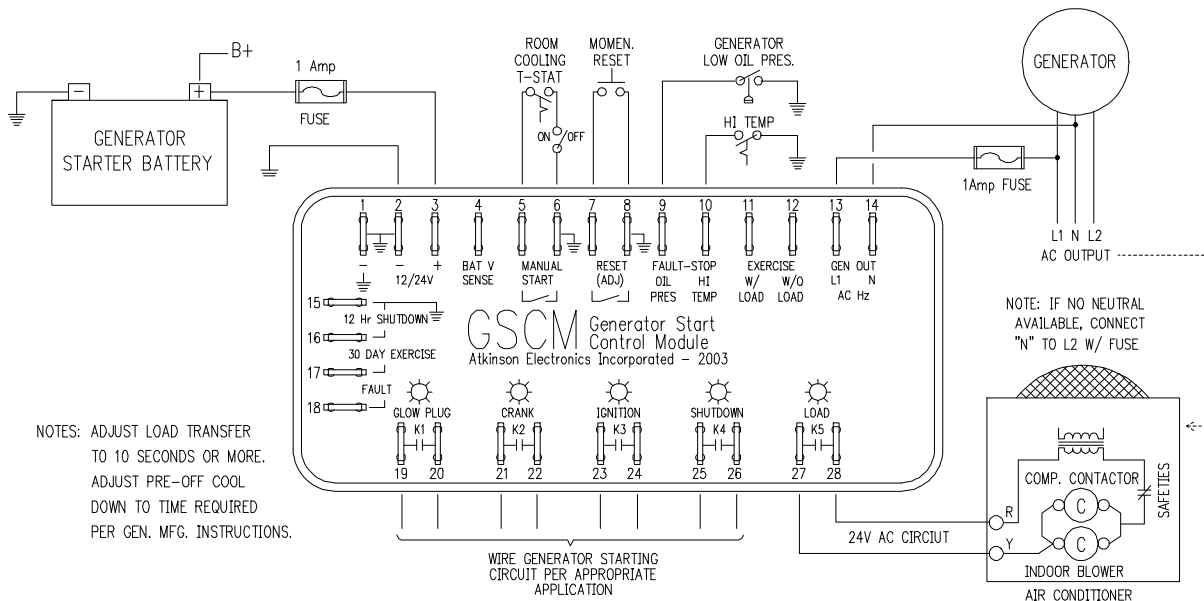 B+
1 Amp
FUSE
GENERATOR
STARTER BATTERY
- +
ROOM
COOLING
T-STAT
ON/OFF
MOMEN.
RESET
GENERATOR
LOW OIL PRES.
HI TEMP
GENERATOR
1Amp FUSE
L1 N L2
AC OUTPUT
1 2 3 4 5 6 7 8 9 10 11 12 13 14
- - +
12/24V
BAT V
SENSE
MANUAL
START
RESET
(ADJ)
FAULT-STOP
OIL
PRES
HI
TEMP
EXERCISE
W/
LOAD
W/O
LOAD
GEN OUT
L1 N
AC Hz
15
12 Hr SHUTDOWN
16
30 DAY EXERCISE
17
FAULT
18
GSCM Generator Start
Control Module
Atkinson Electronics Incorporated - 2003
GLOW PLUG
K1
CRANK
K2
IGNITION
K3
SHUTDOWN
K4
LOAD
K5
19 20 21 22 23 24 25 26 27 28
NOTE: IF NO NEUTRAL
AVAILABLE, CONNECT
"N" TO L2 W/ FUSE
NOTES: ADJUST LOAD TRANSFER
TO 10 SECONDS OR MORE.
ADJUST PRE-OFF COOL
DOWN TO TIME REQUIRED
PER GEN. MFG. INSTRUCTIONS.
WIRE GENERATOR STARTING
CIRCUIT PER APPROPRIATE
APPLICATION
24V AC CIRCIUT
R
Y
COMP. CONTACTOR
C
C
SAFETIES
INDOOR BLOWER
AIR CONDITIONER